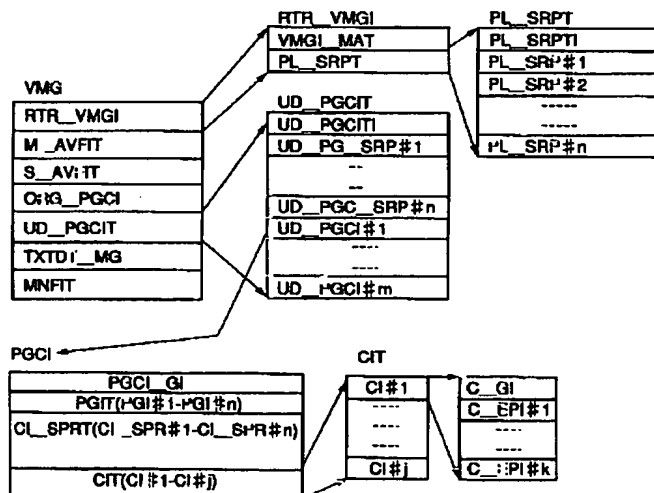 VMG
RTR_VMGI
M_AVFIT
S_AVFIT
ORG_PGCI
UD_PGCIT
TXTDT_MG
MNFIT
RTR_VMGI
VMGI_MAT
PL_SRPT
PL_SRPT
PL_SRPTI
PL_SRP#1
PL_SRP#2
-----
-----
PL_SRP#n
UD_PGCIT
UD_PGCITI
UD_PG_SRP#1
----
--
UD_PGC_SRP#n
UD_PGCI#1
----
----
UD_PGCI#m
PGCI
PGCI_GI
PGIT(PGI#1-PGI#n)
CI_SPRT(CI_SPR#1-CI_SPR#n)
CIT(CI#1-CI#j)
CIT
CI#1
----
----
----
CI#j
C_GI
C_EPI#1
----
----
C_EPI#k